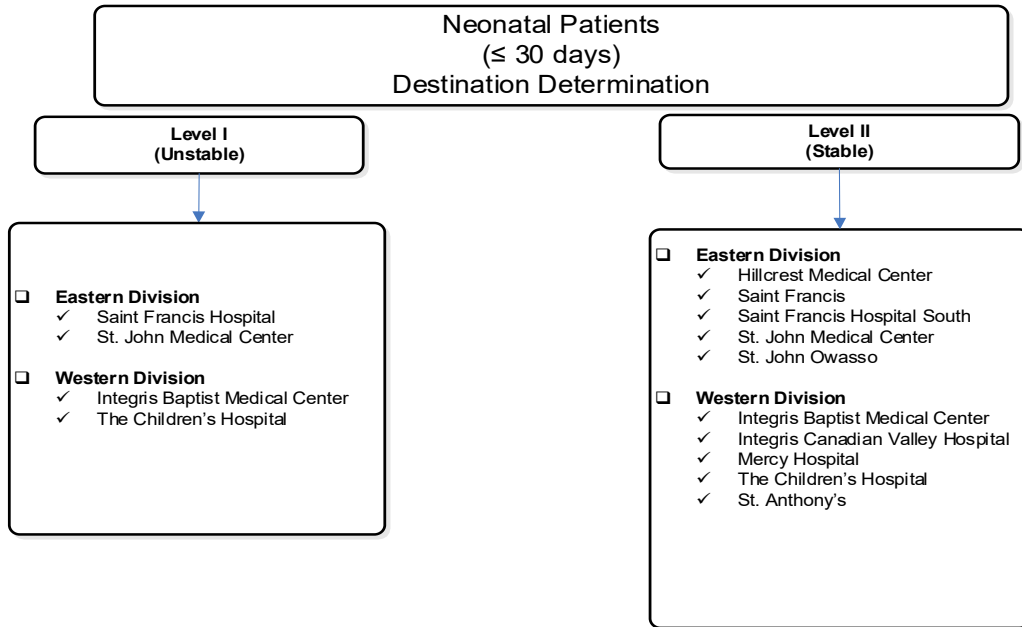 Neonatal Patients
(≤ 30 days)
Destination Determination
Level I
(Unstable)
❑ Eastern Division
✓ Saint Francis Hospital
✓ St. John Medical Center
❑ Western Division
✓ Integris Baptist Medical Center
✓ The Children’s Hospital
Level II
(Stable)
❑ Eastern Division
✓ Hillcrest Medical Center
✓ Saint Francis
✓ Saint Francis Hospital South
✓ St. John Medical Center
✓ St. John Owasso
❑ Western Division
✓ Integris Baptist Medical Center
✓ Integris Canadian Valley Hospital
✓ Mercy Hospital
✓ The Children’s Hospital
✓ St. Anthony’s